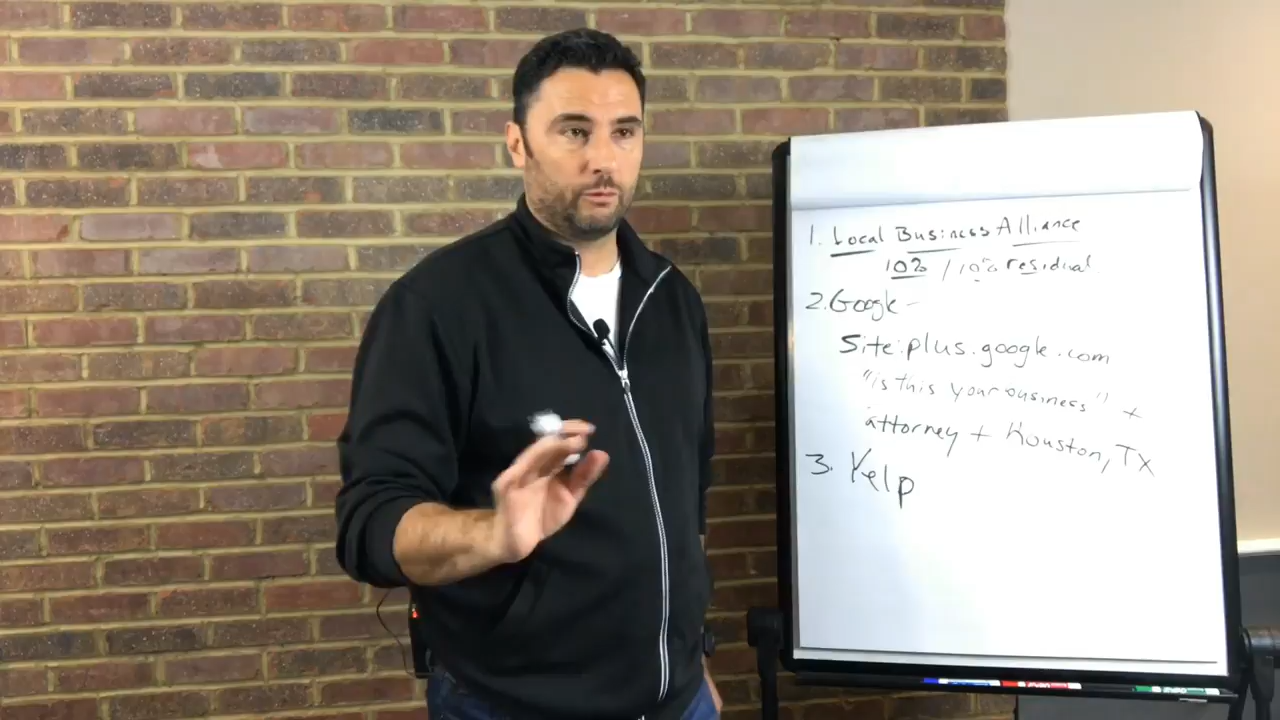 1. Local Business Alliance
10% / 10% residual
2. Google -
Site:plus.google.com
"is this your business" +
attorney + Houston, TX
3. Yelp